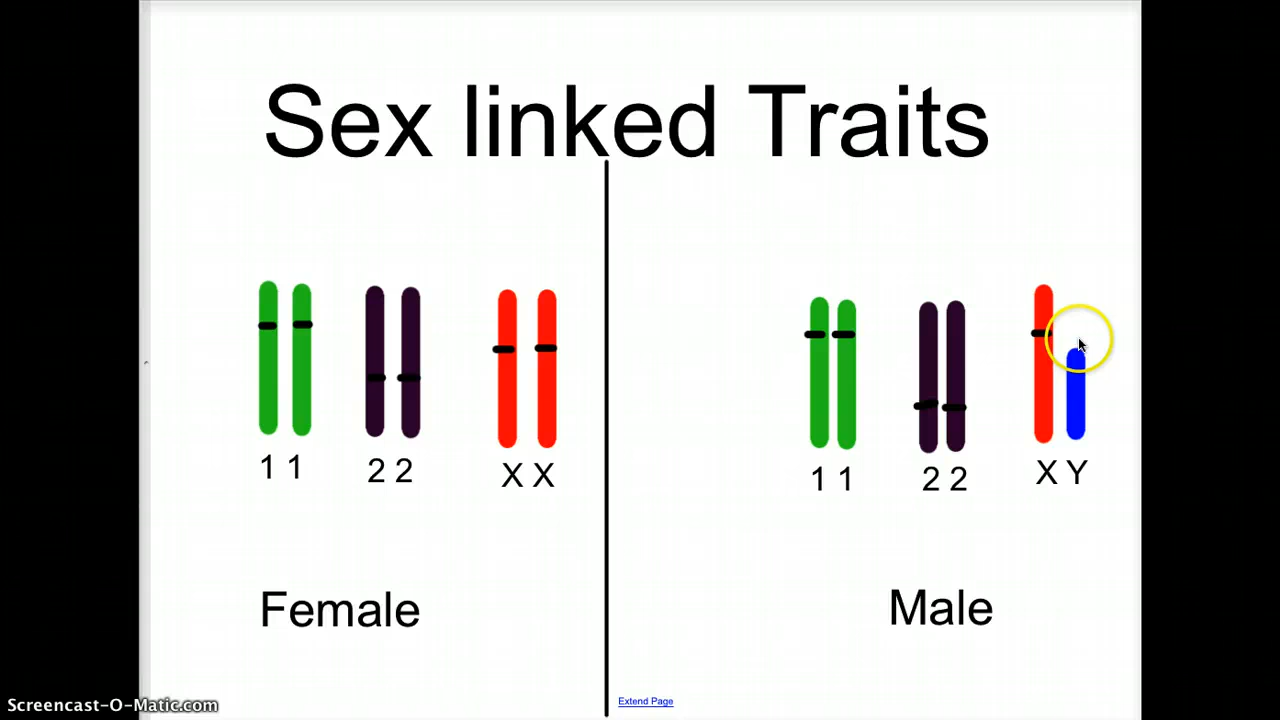 Sex linked Traits
1 1
2 2
X X
1 1
2 2
X Y
Female
Male
Extend Page
Screencast-O-Matic.com